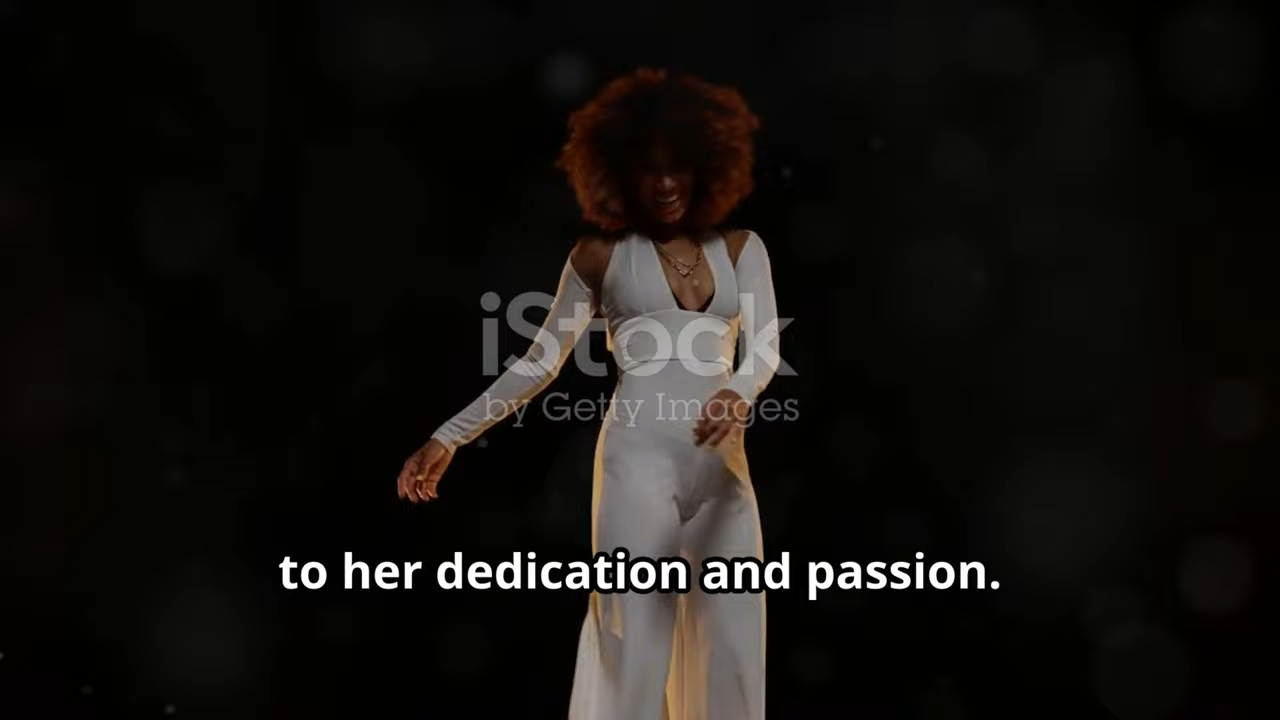 iStock
by Getty Images
to her dedication and passion.